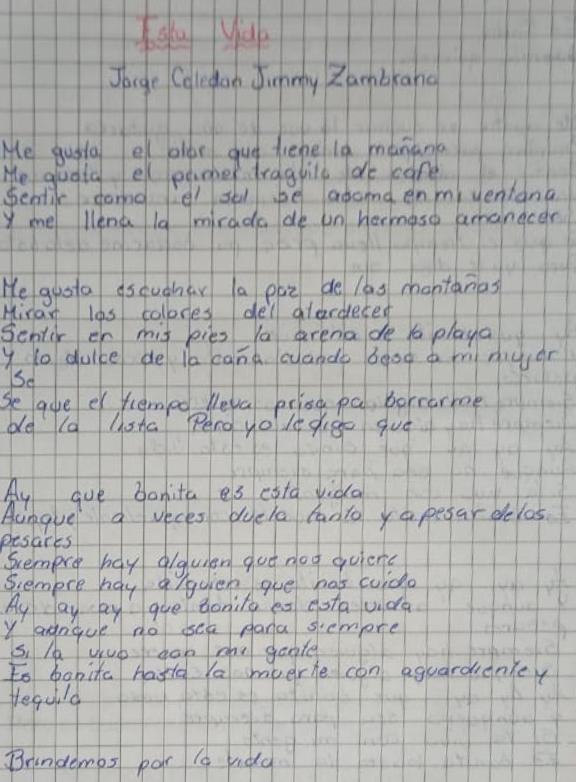 Esta Vida
Jorge Celedon Jimmy Zambrano
Me gusta el olor que tiene la mañana
Me gusta el primer traguito de cafe
Sentir como el sol se asoma en mi ventana
Y me llena la mirada de un hermoso amanecer
Me gusta escuchar la paz de las montañas
Mirar los colores del atardecer
Sentir en mis pies la arena de la playa
Y lo dulce de la caña cuando beso a mi mujer
Se
Se que el tiempo lleva prisa pa borrarme
de la lista Pero yo le digo que
Ay que bonita es esta vida
Aunque a veces duela tanto y apesar de los
pesares
Siempre hay alguien que nos quiere
Siempre hay alguien que nos cuida
Ay ay ay que bonita es esta vida
Y aunque no sea para siempre
Si la vivo con mi gente
Es bonita hasta la muerte con aguardiente y
tequila
Brindemos por la vida